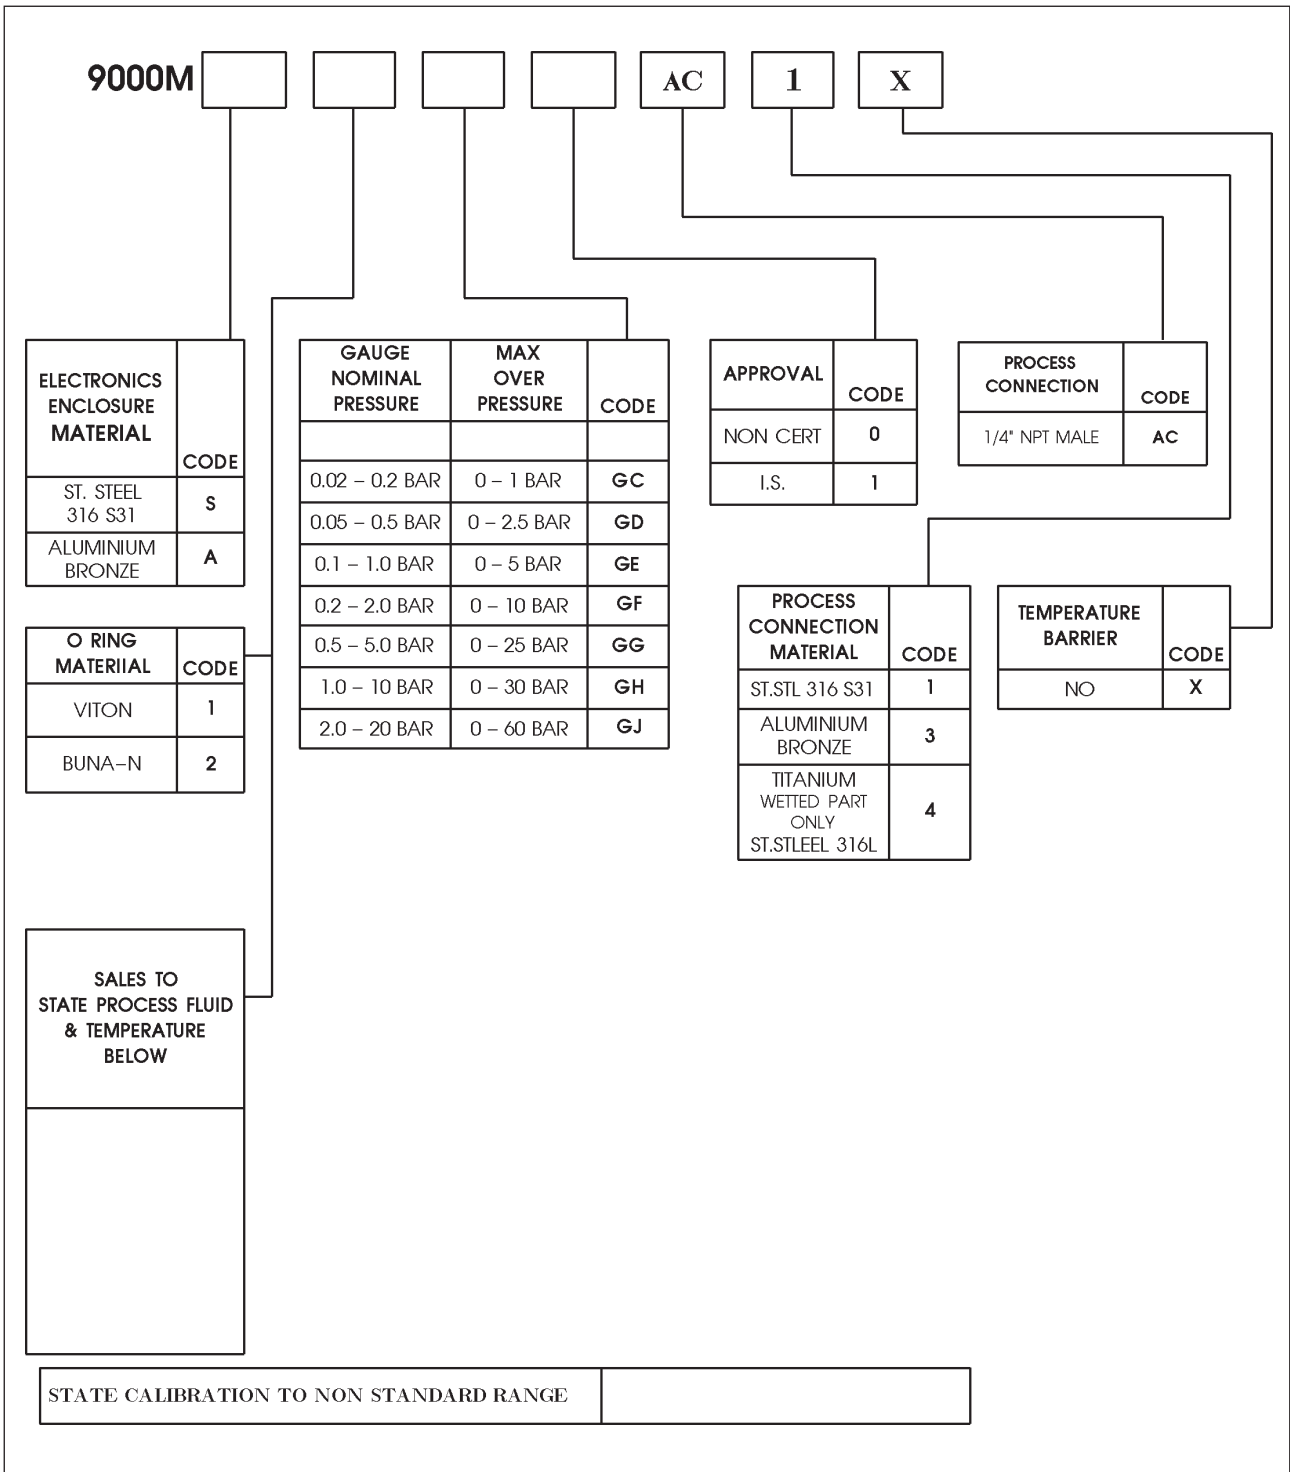 9000M AC 1 X
ELECTRONICS
ENCLOSURE
MATERIAL
CODE
ST. STEEL
316 S31
S
ALUMINIUM
BRONZE
A
O RING
MATERIIAL
CODE
VITON 1
BUNA-N 2
GAUGE
NOMINAL
PRESSURE
MAX
OVER
PRESSURE
CODE
0.02 – 0.2 BAR 0 – 1 BAR GC
0.05 – 0.5 BAR 0 – 2.5 BAR GD
0.1 – 1.0 BAR 0 – 5 BAR GE
0.2 – 2.0 BAR 0 – 10 BAR GF
0.5 – 5.0 BAR 0 – 25 BAR GG
1.0 – 10 BAR 0 – 30 BAR GH
2.0 – 20 BAR 0 – 60 BAR GJ
APPROVAL
CODE
NON CERT 0
I.S. 1
PROCESS
CONNECTION
CODE
1/4" NPT MALE AC
PROCESS
CONNECTION
MATERIAL
CODE
ST.STL 316 S31 1
ALUMINIUM
BRONZE
3
TITANIUM
WETTED PART
ONLY
ST.STLEEL 316L
4
TEMPERATURE
BARRIER
CODE
NO X
SALES TO
STATE PROCESS FLUID
& TEMPERATURE
BELOW
STATE CALIBRATION TO NON STANDARD RANGE